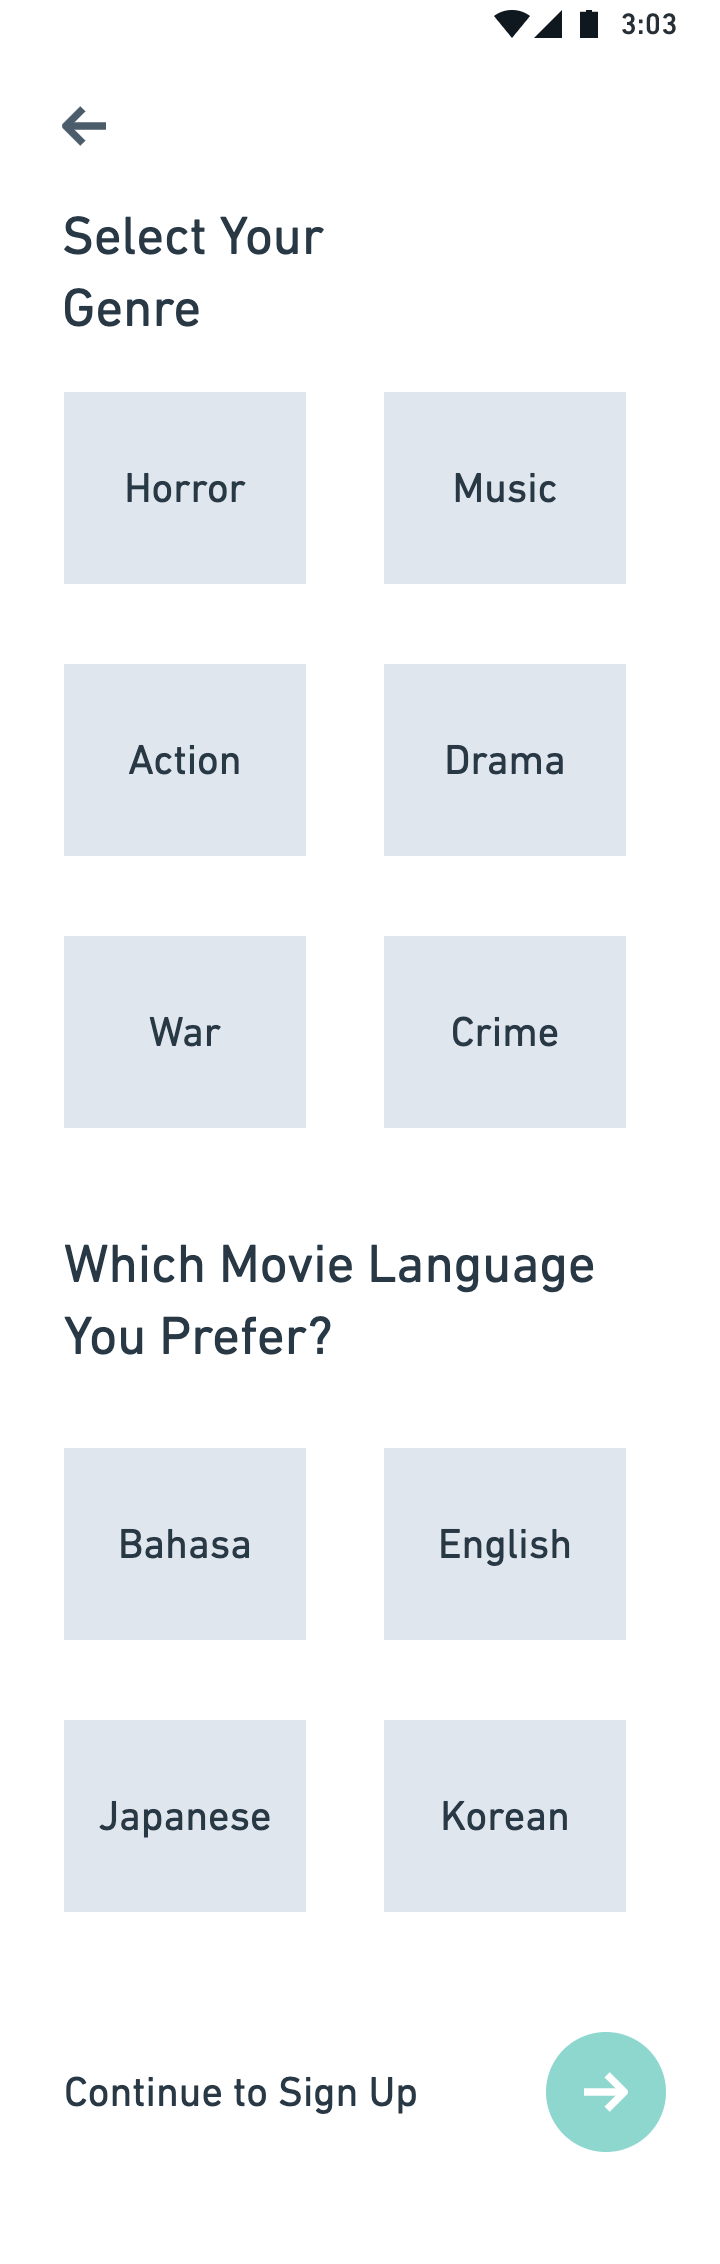 3:03
Select Your
Genre
Horror
Music
Action
Drama
War
Crime
Which Movie Language
You Prefer?
Bahasa
English
Japanese
Korean
Continue to Sign Up